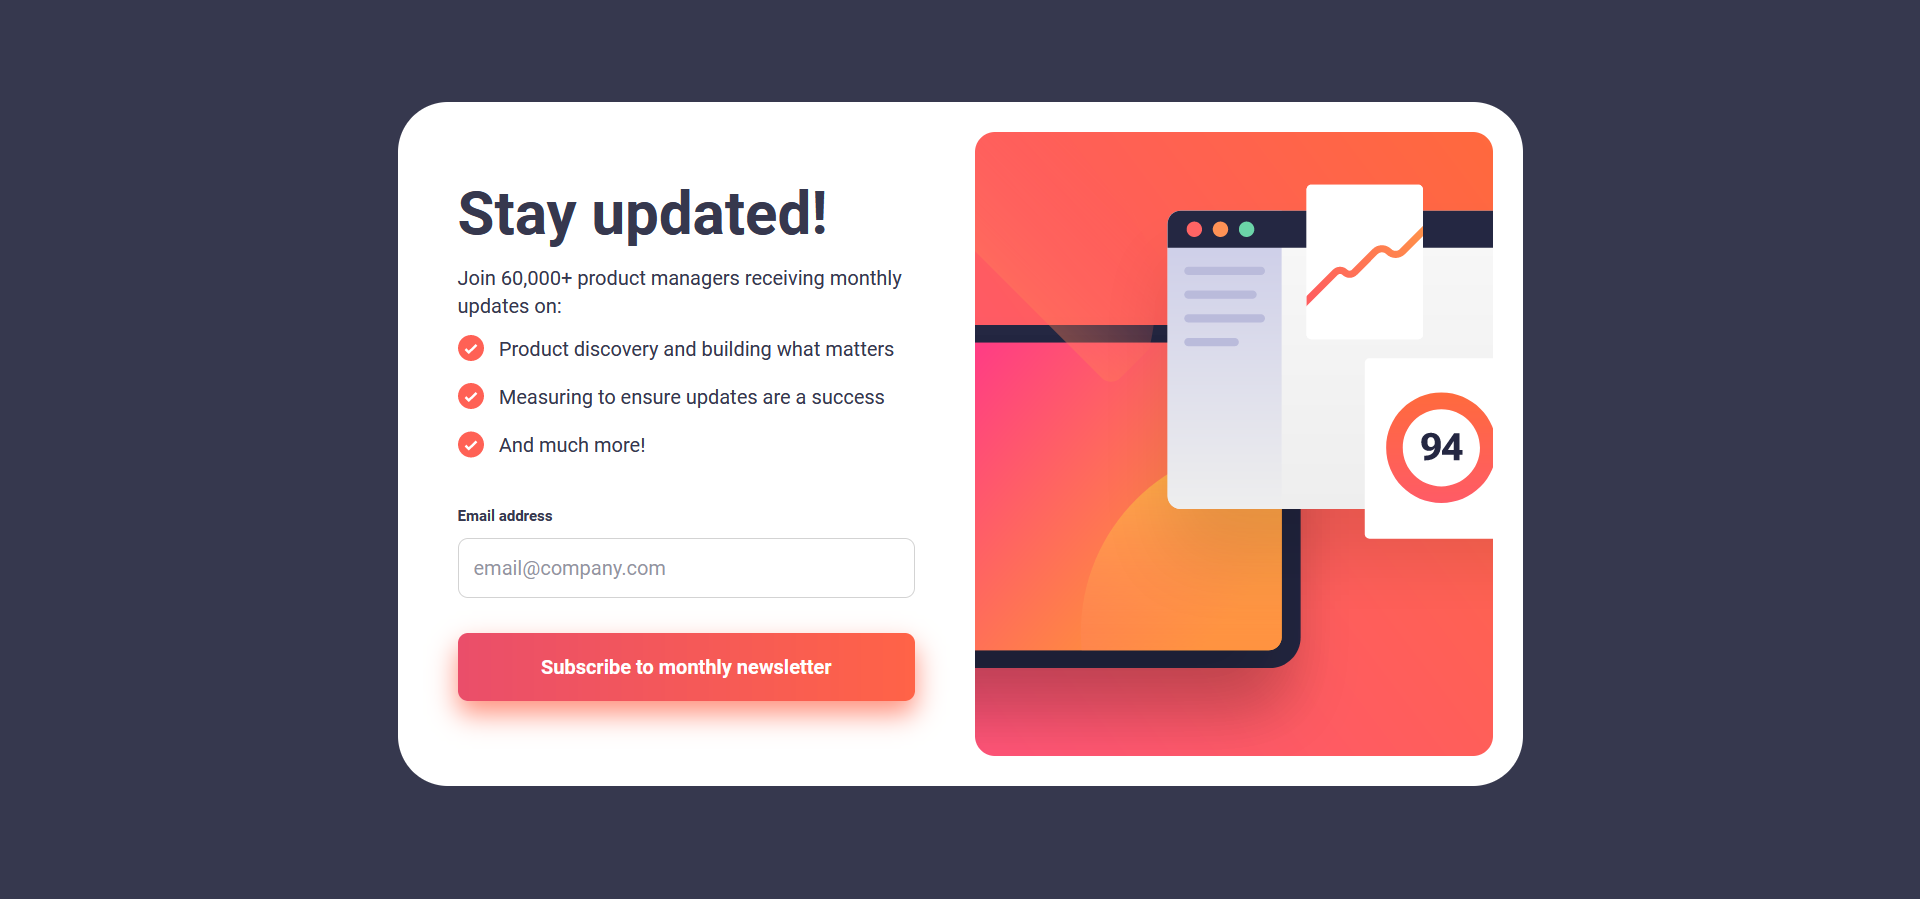 Stay updated!
Join 60,000+ product managers receiving monthly
updates on:
Product discovery and building what matters
Measuring to ensure updates are a success
And much more!
Email address
email@company.com
Subscribe to monthly newsletter
94